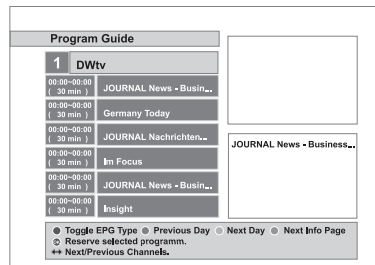 Program Guide
1 DWtv
00:00~00:00
( 30 min ) JOURNAL News - Busin...
00:00~00:00
( 30 min ) Germany Today
00:00~00:00
( 30 min ) JOURNAL Nachrichten...
00:00~00:00
( 30 min ) Im Focus
00:00~00:00
( 30 min ) JOURNAL News - Busin...
00:00~00:00
( 30 min ) Insight
JOURNAL News - Business...
Toggle EPG Type Previous Day Next Day Next Info Page
Reserve selected programm.
↔ Next/Previous Channels.